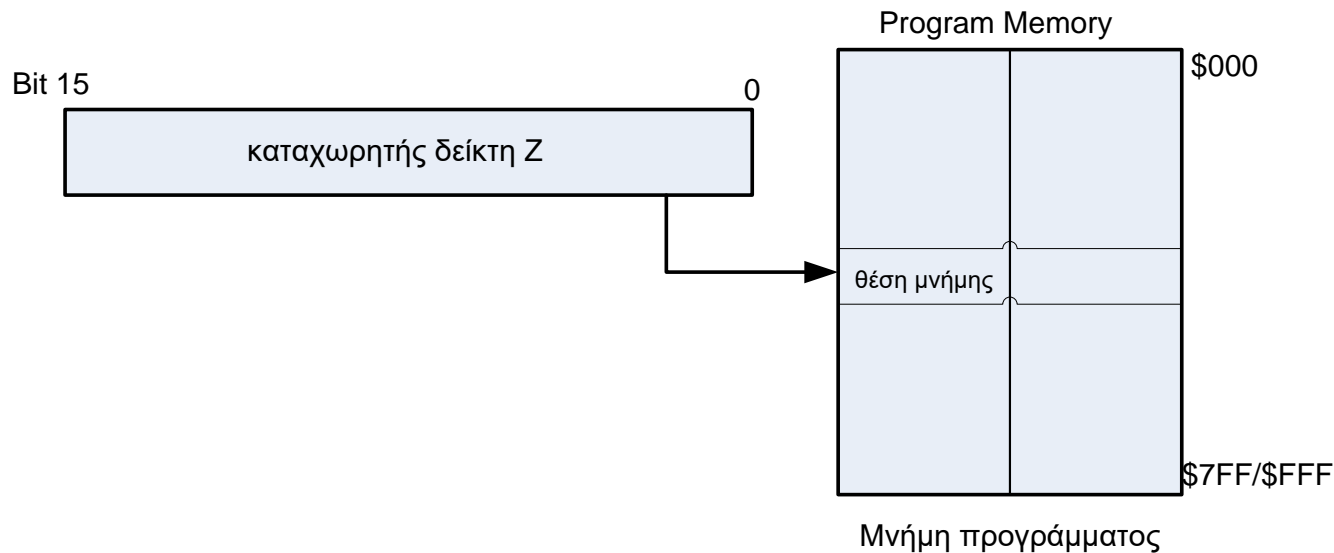 Program Memory
$000
Bit 15
0
καταχωρητής δείκτη Z
θέση μνήμης
$7FF/$FFF
Μνήμη προγράμματος